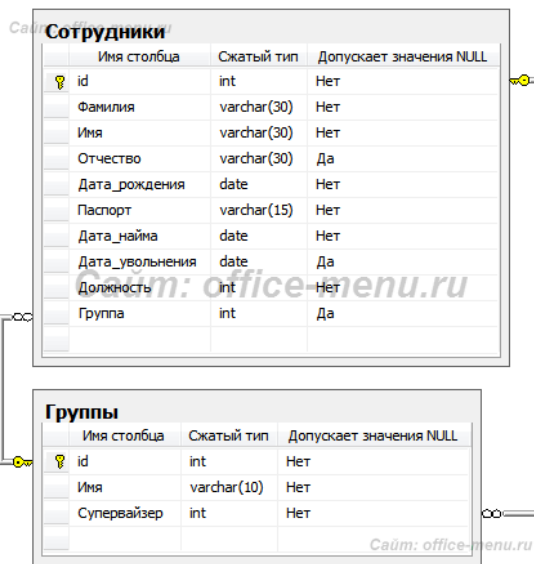 Сайт: office-menu.ru
Сотрудники
Имя столбца Сжатый тип Допускает значения NULL
id int Нет
Фамилия varchar(30) Нет
Имя varchar(30) Нет
Отчество varchar(30) Да
Дата_рождения date Нет
Паспорт varchar(15) Нет
Дата_найма date Нет
Дата_увольнения date Да
Сайт: office-menu.ru
Должность int Нет
Группа int Да
Группы
Имя столбца Сжатый тип Допускает значения NULL
id int Нет
Имя varchar(10) Нет
Супервайзер int Нет
Сайт: office-menu.ru